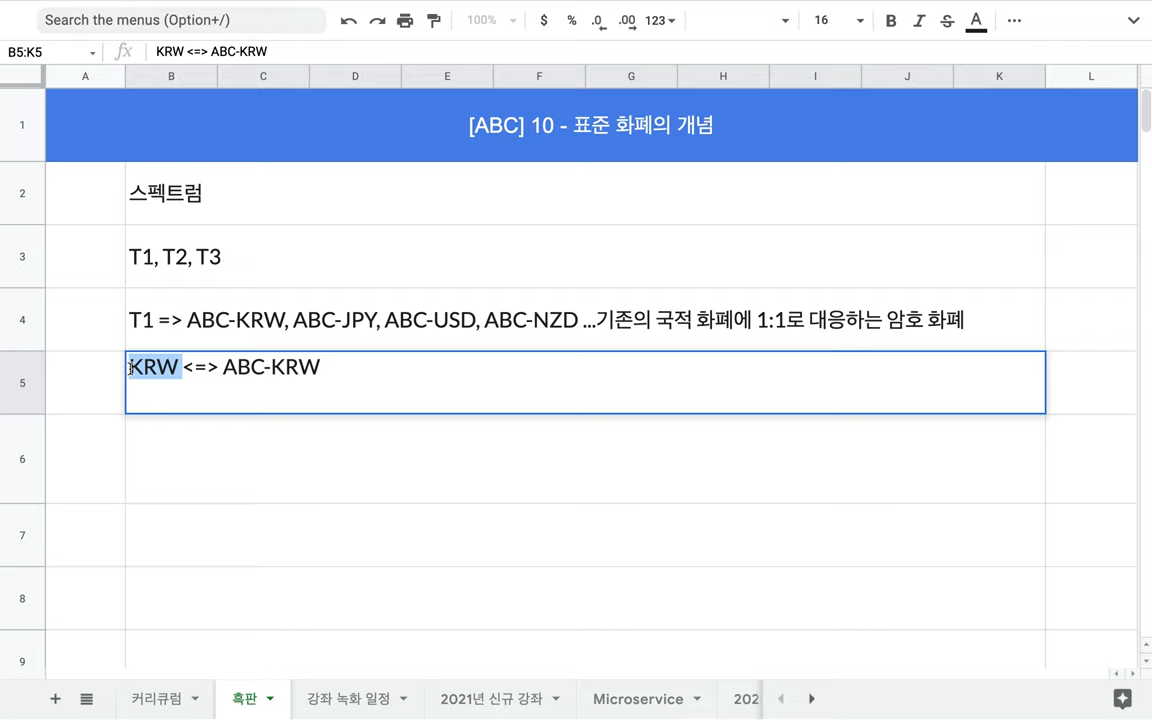 Search the menus (Option+/)
100%
$ % .0 .00 123
16
B I S A
B5:K5
fx
KRW <=> ABC-KRW
A B C D E F G H I J K L
1
[ABC] 10 - 표준 화폐의 개념
2
스펙트럼
3
T1, T2, T3
4
T1 => ABC-KRW, ABC-JPY, ABC-USD, ABC-NZD ...기존의 국적 화폐에 1:1로 대응하는 암호 화폐
5
KRW <=> ABC-KRW
6
7
8
9
커리큐럼
흑판
강좌 녹화 일정
2021년 신규 강좌
Microservice
202